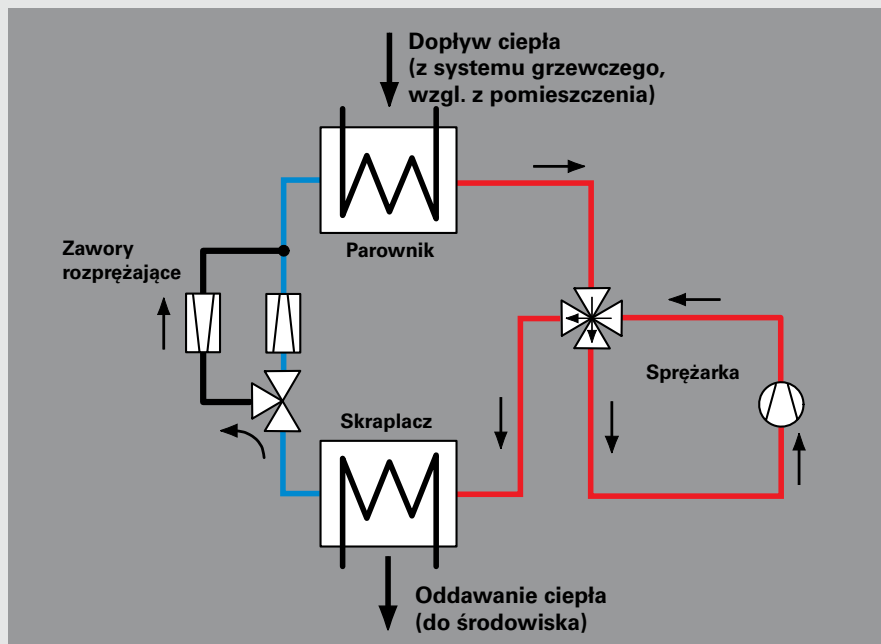 Dopływ ciepła
(z systemu grzewczego,
wzgl. z pomieszczenia)
Zawory
rozprężające
Parownik
Sprężarka
Skraplacz
Oddawanie ciepła
(do środowiska)